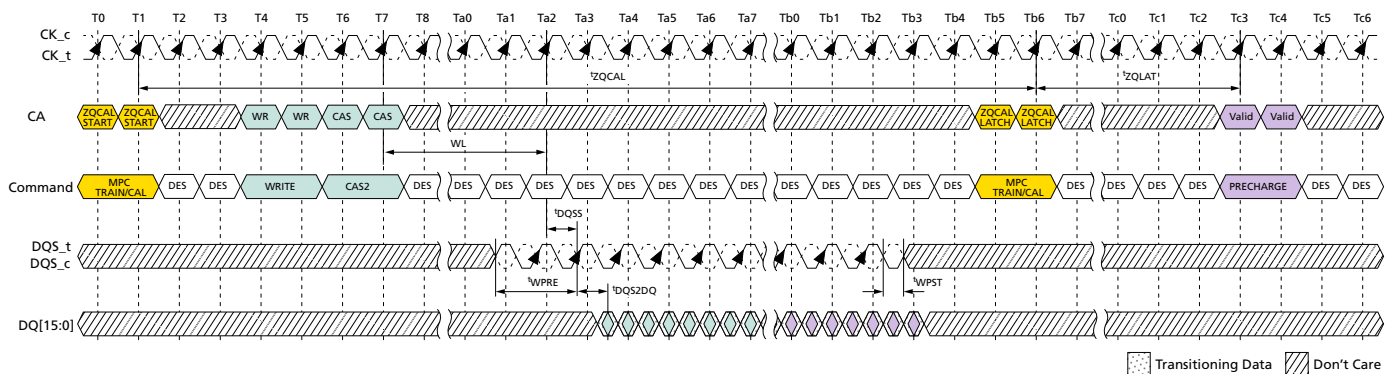 T0 T1 T2 T3 T4 T5 T6 T7 T8 Ta0 Ta1 Ta2 Ta3 Ta4 Ta5 Ta6 Ta7 Tb0 Tb1 Tb2 Tb3 Tb4 Tb5 Tb6 Tb7 Tc0 Tc1 Tc2 Tc3 Tc4 Tc5 Tc6
CK_c
CK_t
tZQCAL tZQLAT
CA ZQCAL START ZQCAL START WR WR CAS CAS ZQCAL LATCH ZQCAL LATCH Valid Valid
WL
Command MPC TRAIN/CAL DES DES WRITE CAS2 DES DES DES DES DES DES DES DES DES DES DES DES DES DES MPC TRAIN/CAL DES DES DES DES PRECHARGE DES DES
tDQSS
DQS_t
DQS_c
tWPRE tDQS2DQ tWPST
DQ[15:0]
Transitioning Data Don't Care